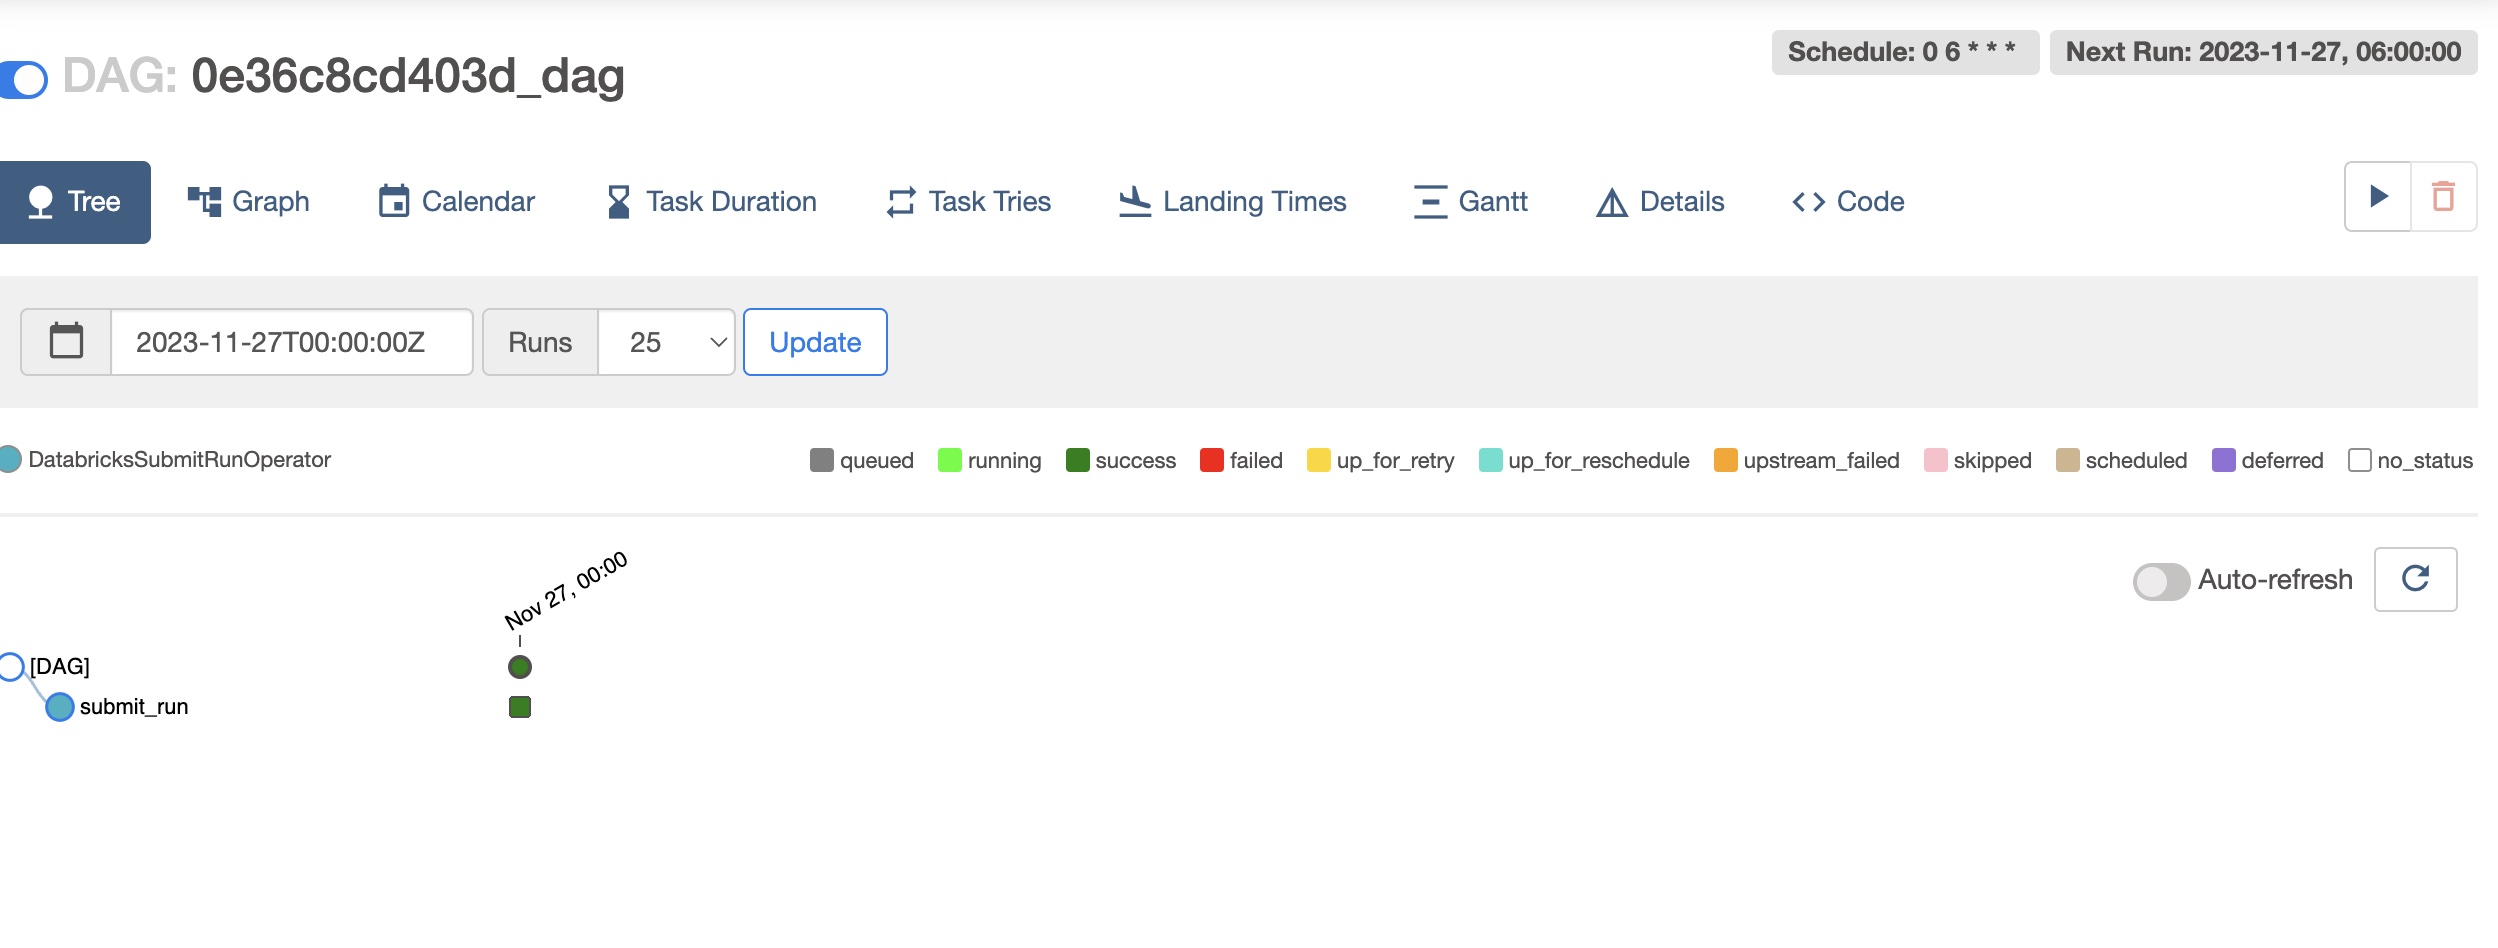 Schedule: 0 6 * * * Next Run: 2023-11-27, 06:00:00
DAG: 0e36c8cd403d_dag
Tree Graph Calendar Task Duration Task Tries Landing Times Gantt Details Code
2023-11-27T00:00:00Z Runs 25 Update
DatabricksSubmitRunOperator queued running success failed up_for_retry up_for_reschedule upstream_failed skipped scheduled deferred no_status
Auto-refresh
Nov 27, 00:00
[DAG]
submit_run